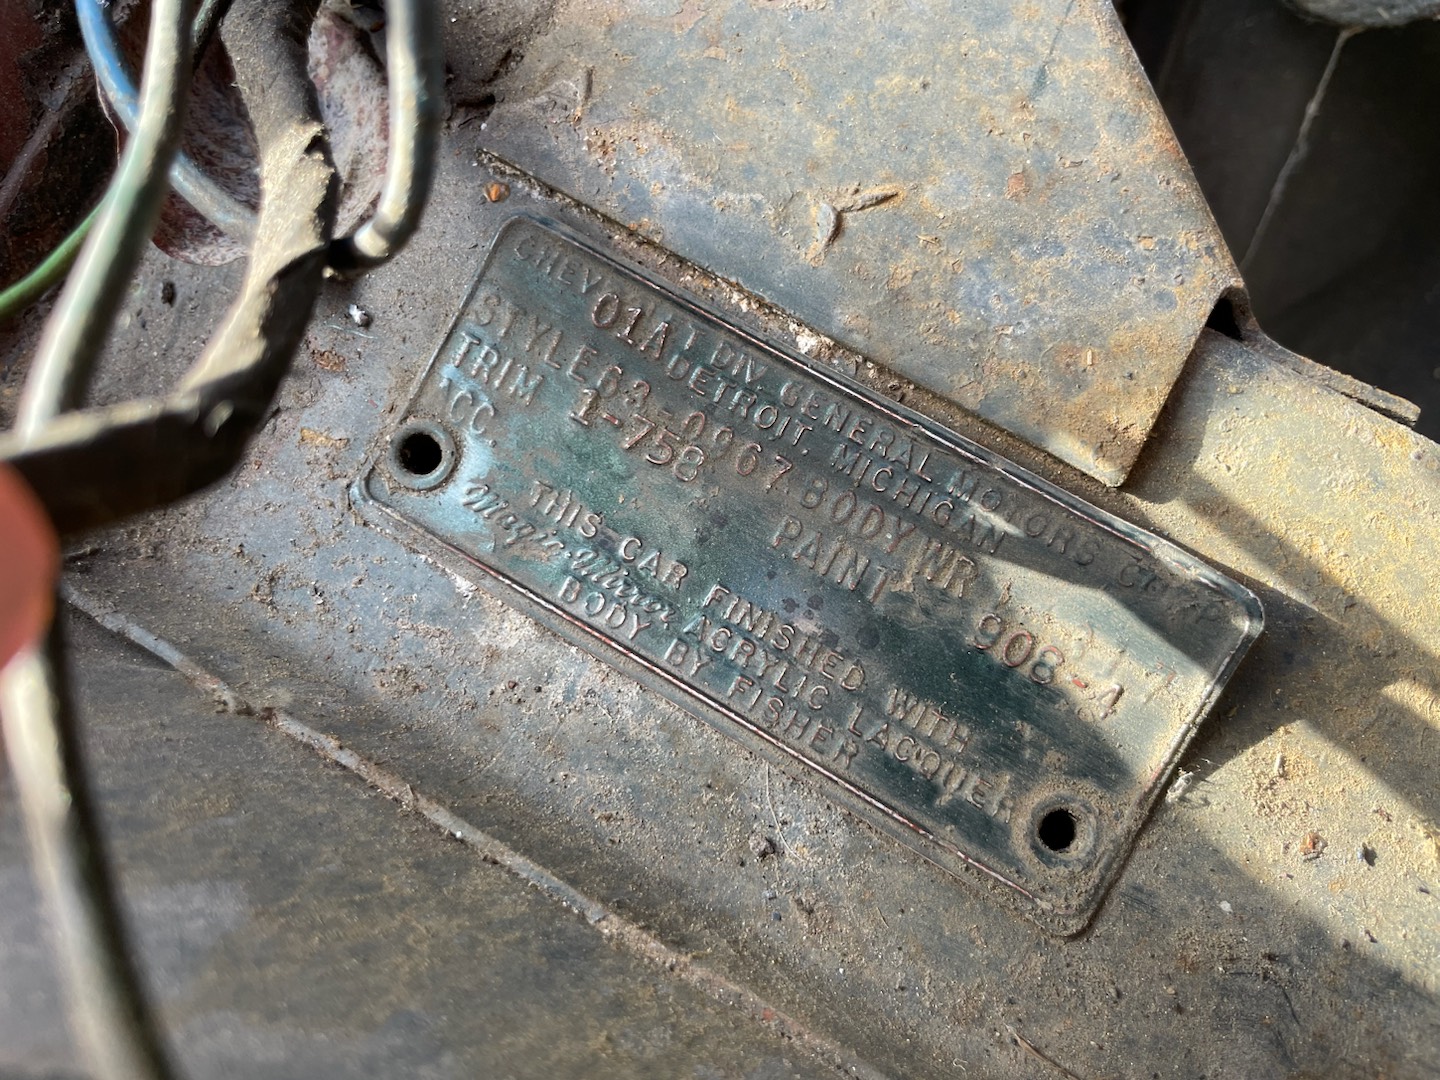 CHEVROLET DIV. GENERAL MOTORS CORP
01A DETROIT. MICHIGAN
STYLE 63-0967 BODY WR
TRIM 1-758 PAINT 908-A
ACC.
THIS CAR FINISHED WITH
Magic-Mirror ACRYLIC LACQUER
BODY BY FISHER